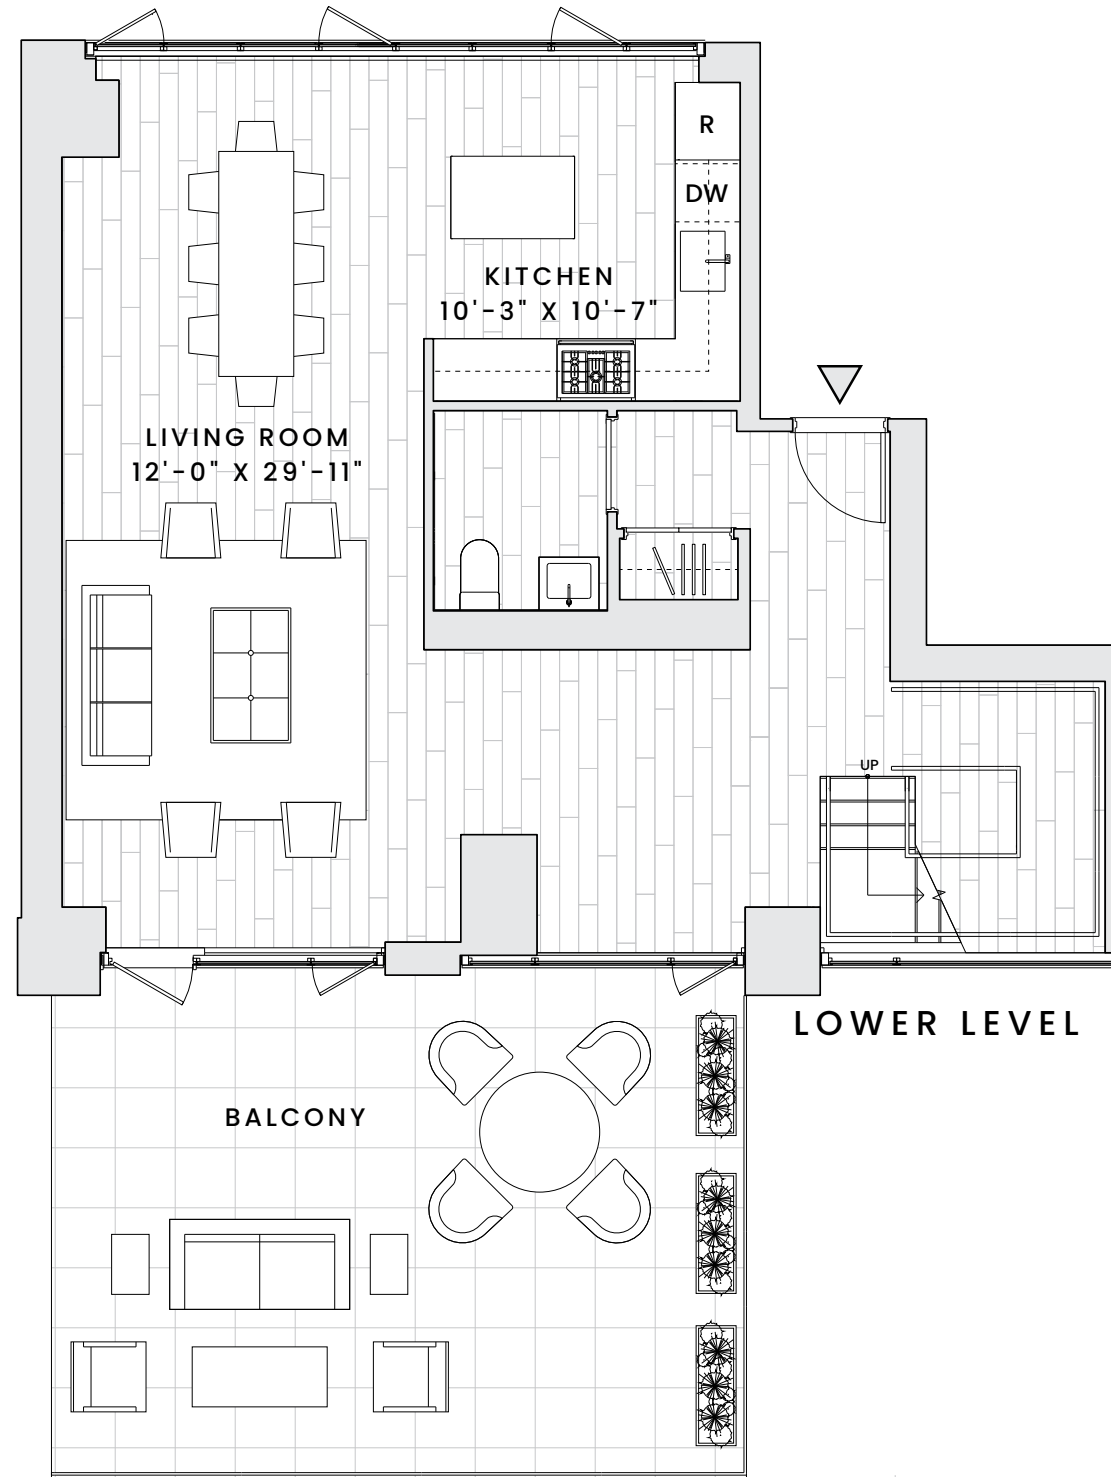 R
DW
KITCHEN
10'-3" X 10'-7"
LIVING ROOM
12'-0" X 29'-11"
UP
LOWER LEVEL
BALCONY